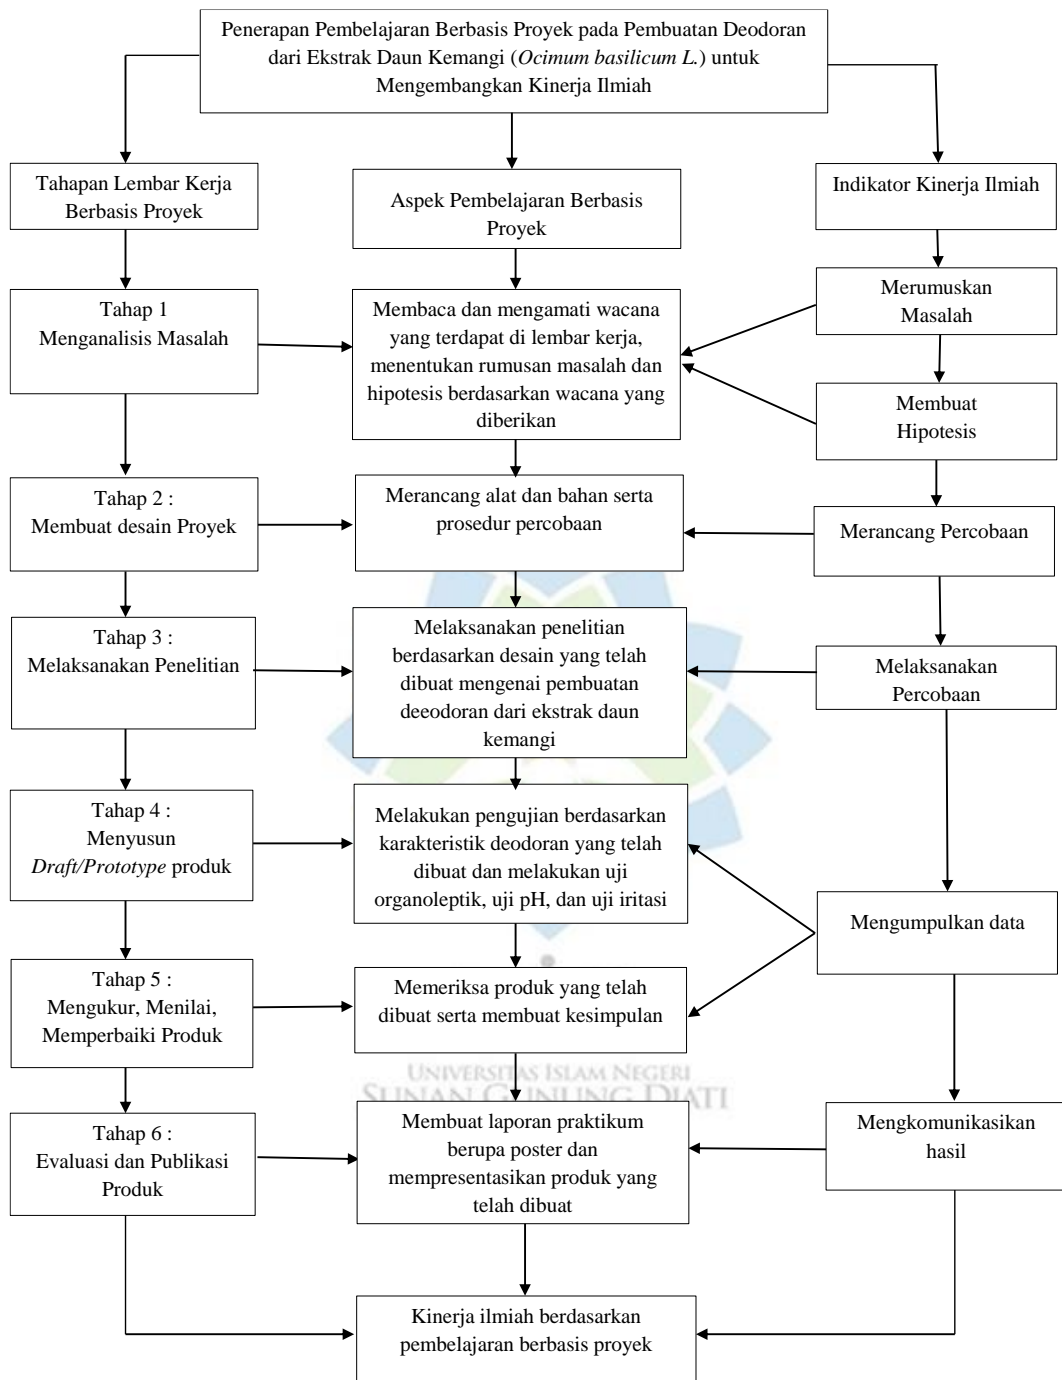 Penerapan Pembelajaran Berbasis Proyek pada Pembuatan Deodoran
dari Ekstrak Daun Kemangi (Ocimum basilicum L.) untuk
Mengembangkan Kinerja Ilmiah
Tahapan Lembar Kerja
Berbasis Proyek
Aspek Pembelajaran Berbasis
Proyek
Indikator Kinerja Ilmiah
Tahap 1
Menganalisis Masalah
Membaca dan mengamati wacana
yang terdapat di lembar kerja,
menentukan rumusan masalah dan
hipotesis berdasarkan wacana yang
diberikan
Merumuskan
Masalah
Membuat
Hipotesis
Tahap 2 :
Membuat desain Proyek
Merancang alat dan bahan serta
prosedur percobaan
Merancang Percobaan
Tahap 3 :
Melaksanakan Penelitian
Melaksanakan penelitian
berdasarkan desain yang telah
dibuat mengenai pembuatan
deeodoran dari ekstrak daun
kemangi
Melaksanakan
Percobaan
Tahap 4 :
Menyusun
Draft/Prototype produk
Melakukan pengujian berdasarkan
karakteristik deodoran yang telah
dibuat dan melakukan uji
organoleptik, uji pH, dan uji iritasi
Mengumpulkan data
Tahap 5 :
Mengukur, Menilai,
Memperbaiki Produk
Memeriksa produk yang telah
dibuat serta membuat kesimpulan
UNIVERSITAS ISLAM NEGERI
SUNAN GUNUNG DJATI
Tahap 6 :
Evaluasi dan Publikasi
Produk
Membuat laporan praktikum
berupa poster dan
mempresentasikan produk yang
telah dibuat
Mengkomunikasikan
hasil
Kinerja ilmiah berdasarkan
pembelajaran berbasis proyek